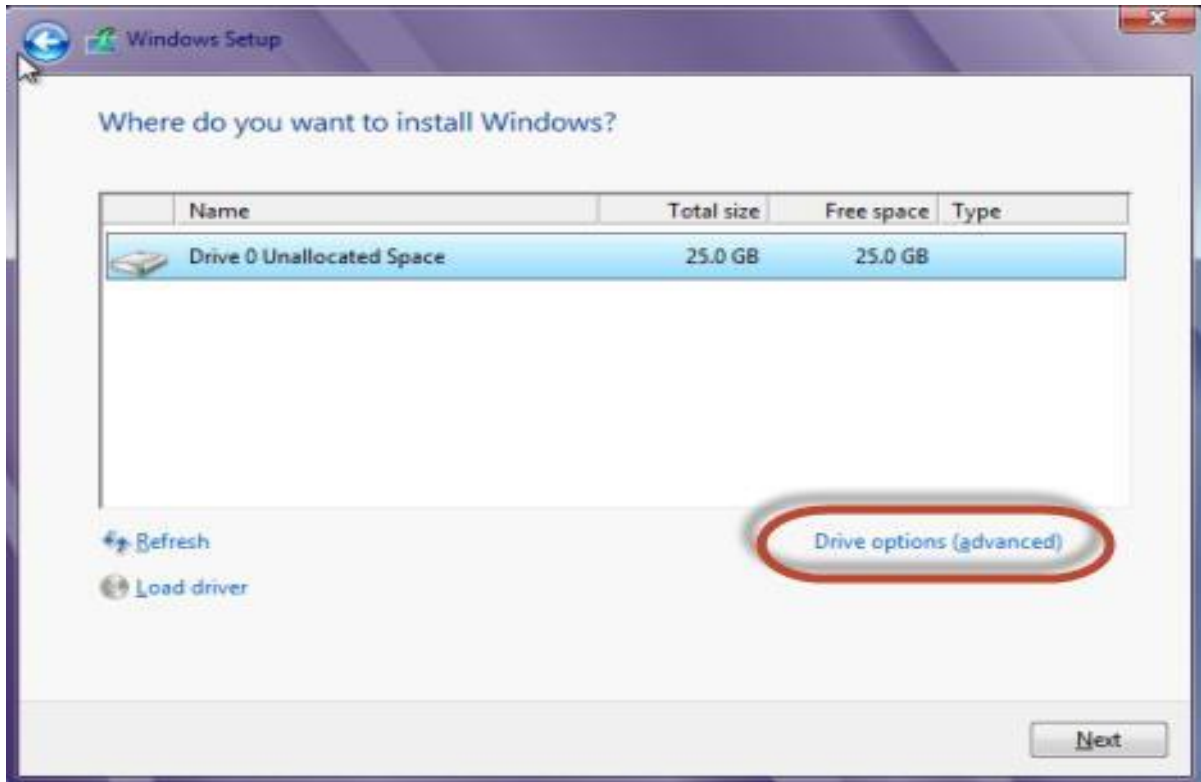 Windows Setup
Where do you want to install Windows?
Name Total size Free space Type
Drive 0 Unallocated Space 25.0 GB 25.0 GB
Refresh Drive options (advanced)
Load driver
Next